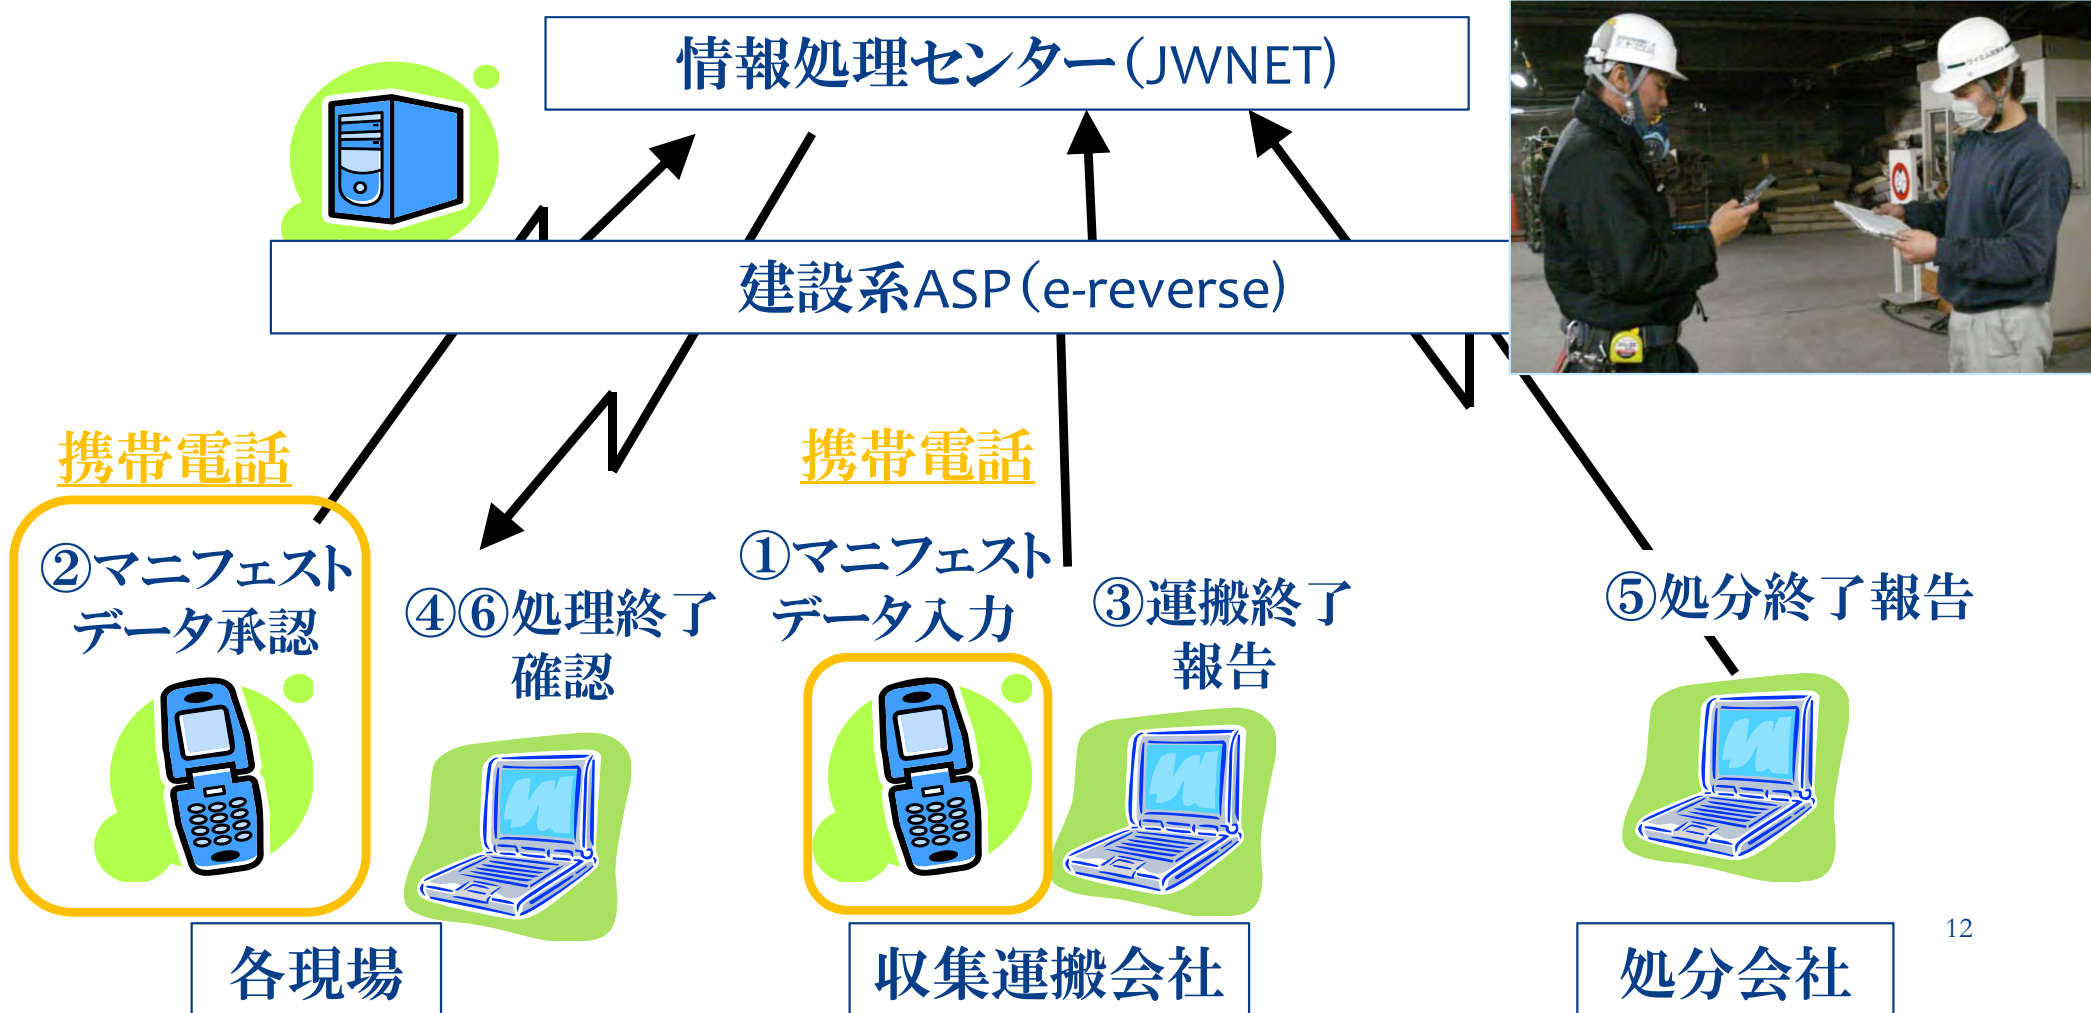 情報処理センター（JWNET）
建設系ASP（e-reverse）
携帯電話
②マニフェスト
データ承認
④⑥処理終了
確認
携帯電話
①マニフェスト
データ入力
③運搬終了
報告
⑤処分終了報告
各現場
収集運搬会社
処分会社
12